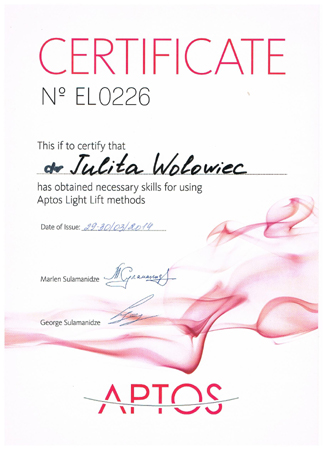 CERTIFICATE
Nº EL0226
This if to certify that
dr Julita Wołowiec
has obtained necessary skills for using
Aptos Light Lift methods
Date of Issue: 29-30/03/2014
Marlen Sulamanidze
George Sulamanidze
APTOS